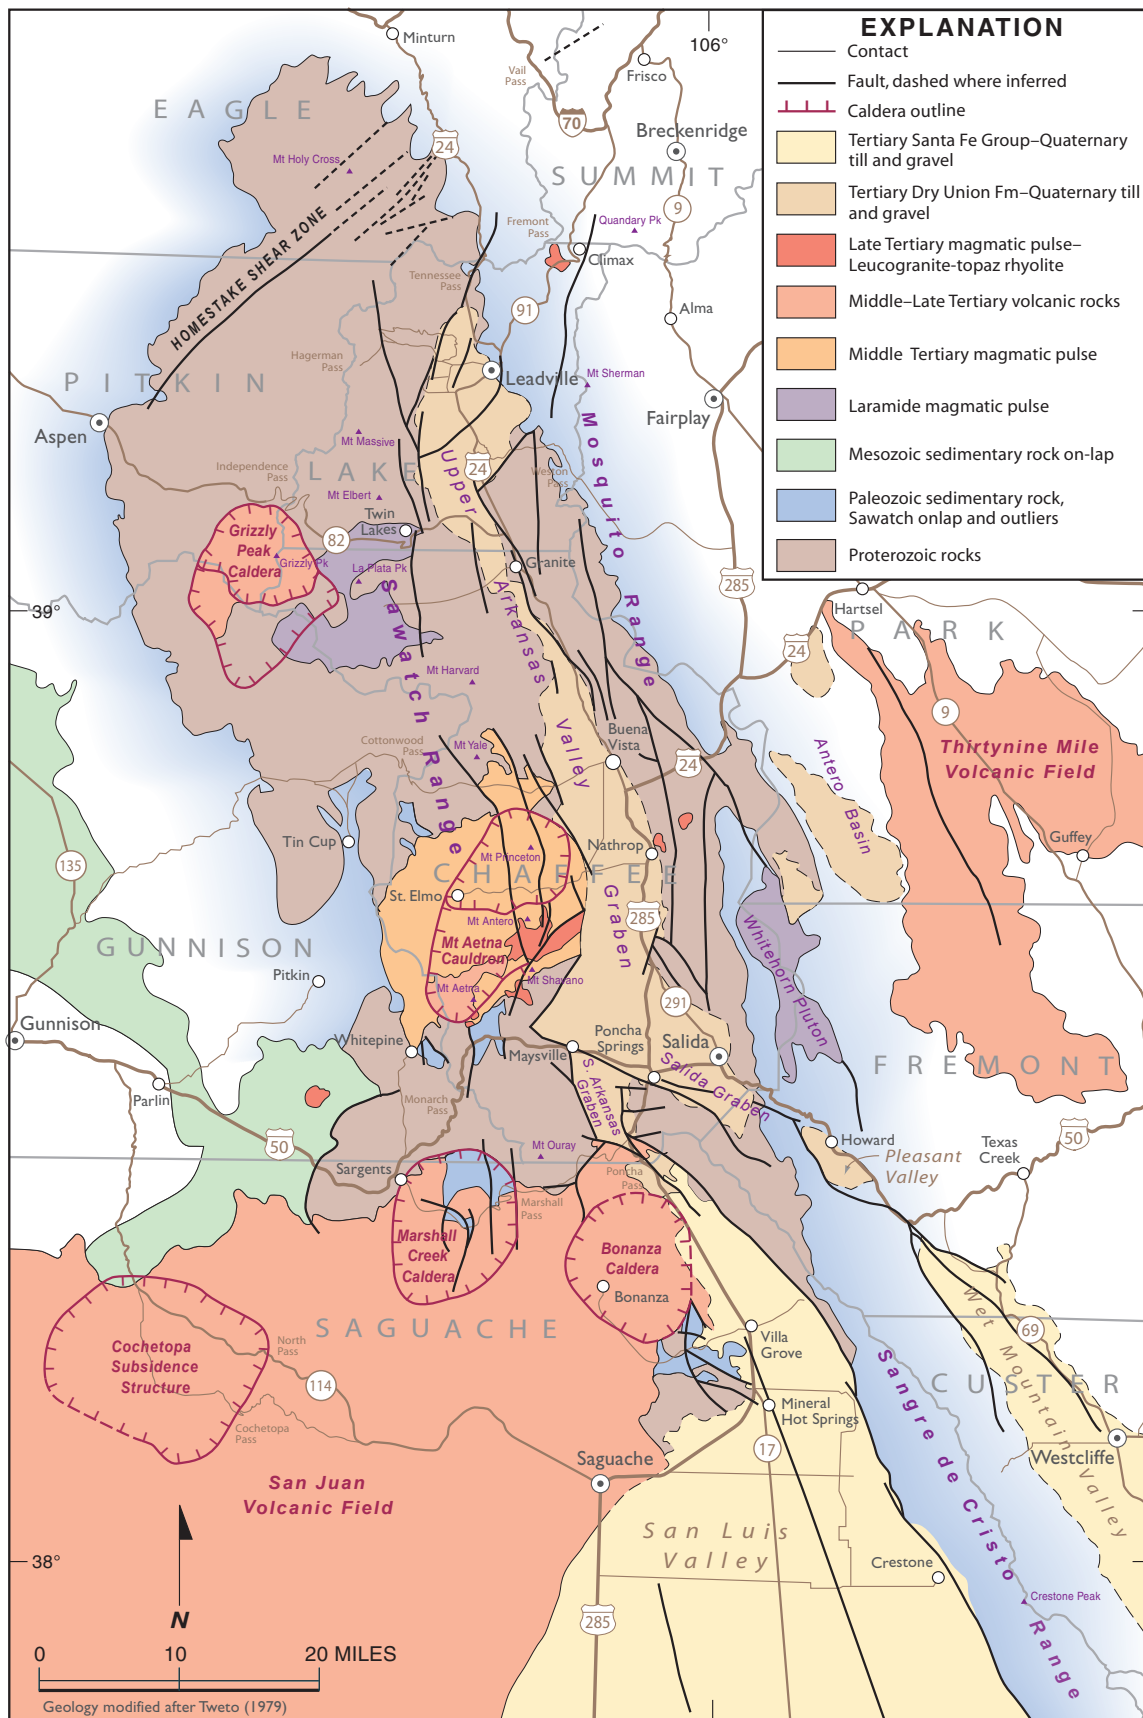 EXPLANATION
Contact
Fault, dashed where inferred
Caldera outline
Tertiary Santa Fe Group–Quaternary
till and gravel
Tertiary Dry Union Fm–Quaternary till
and gravel
Late Tertiary magmatic pulse–
Leucogranite-topaz rhyolite
Middle–Late Tertiary volcanic rocks
Middle Tertiary magmatic pulse
Laramide magmatic pulse
Mesozoic sedimentary rock on-lap
Paleozoic sedimentary rock,
Sawatch onlap and outliers
Proterozoic rocks
106°
Minturn
Vail
Pass
Frisco
70
EAGLE
Breckenridge
24
Mt Holy Cross
SUMMIT
9
Fremont
Pass
Quandary Pk
HOMESTAKE SHEAR ZONE
Climax
Tennessee
Pass
91
Alma
Hagerman
Pass
PITKIN
Leadville
Mt Sherman
Fairplay
Aspen
Mt Massive
Mosquito Range
Independence
Pass
LAKE
Upper Arkansas Valley Graben
24
Weston
Pass
Mt Elbert
Twin
Lakes
Grizzly
Peak
Caldera
82
Grizzly Pk
La Plata Pk
Granite
285
Sawatch Range
39°
Hartsel
PARK
24
Mt Harvard
9
Cottonwood
Pass
Mt Yale
Buena
Vista
24
Antero Basin
Thirtynine Mile
Volcanic Field
Tin Cup
Mt Princeton
Nathrop
Guffey
135
CHAFFEE
St. Elmo
Mt Antero
285
GUNNISON
Mt Aetna
Cauldron
Whitehorn Pluton
Pitkin
Mt Shavano
Mt Aetna
291
Gunnison
Whitepine
Maysville
Poncha
Springs
Salida
FREMONT
Salida Graben
S. Arkansas
Graben
Parlin
Monarch
Pass
50
Mt Ouray
Howard
Texas
Creek
50
Pleasant
Valley
Sargents
Poncha
Pass
Marshall
Pass
Marshall
Creek
Caldera
Bonanza
Caldera
Bonanza
SAGUACHE
Wet Mountain Valley
69
North
Pass
Villa
Grove
Cochetopa
Subsidence
Structure
114
CUSTER
Sangre de Cristo Range
Mineral
Hot Springs
Cochetopa
Pass
17
Westcliffe
Saguache
San Juan
Volcanic Field
San Luis
Valley
38°
Crestone
Crestone Peak
285
N
0 10 20 MILES
Geology modified after Tweto (1979)